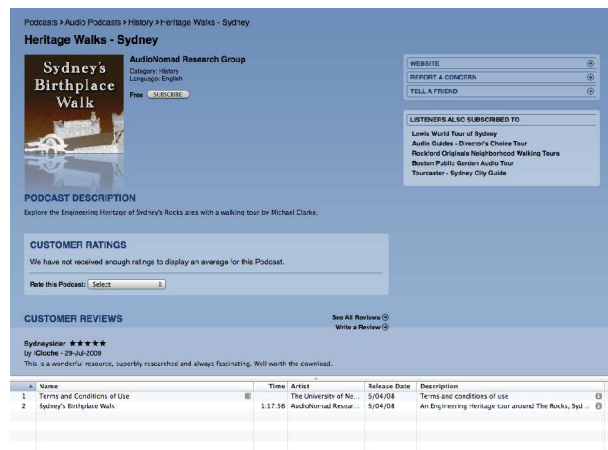 Podcasts > Audio Podcasts > History > Heritage Walks - Sydney
Heritage Walks - Sydney
Sydney's
Birthplace
Walk
AudioNomad Research Group
Category: History
Language: English
Free SUBSCRIBE
WEBSITE
REPORT A CONCERN
TELL A FRIEND
LISTENERS ALSO SUBSCRIBED TO
Lewis World Tour of Sydney
Audio Guides - Director's Choice Tour
Rockford Originals Neighborhood Walking Tours
Boston Public Garden Audio Tour
Tourcaster - Sydney City Guide
PODCAST DESCRIPTION
Explore the Engineering Heritage of Sydney's Rocks area with a walking tour by Michael Clarke.
CUSTOMER RATINGS
We have not received enough ratings to display an average for this Podcast.
Rate this Podcast: Select
CUSTOMER REVIEWS
See All Reviews
Write a Review
Sydneysider ★★★★★
by iCloche - 29-Jul-2009
This is a wonderful resource, superbly researched and always fascinating. Well worth the download.
Name Time Artist Release Date Description
1 Terms and Conditions of Use The University of Ne... 5/04/08 Terms and conditions of use
2 Sydney's Birthplace Walk 1:17:56 AudioNomad Resear... 5/04/08 An Engineering Heritage tour around The Rocks, Syd...